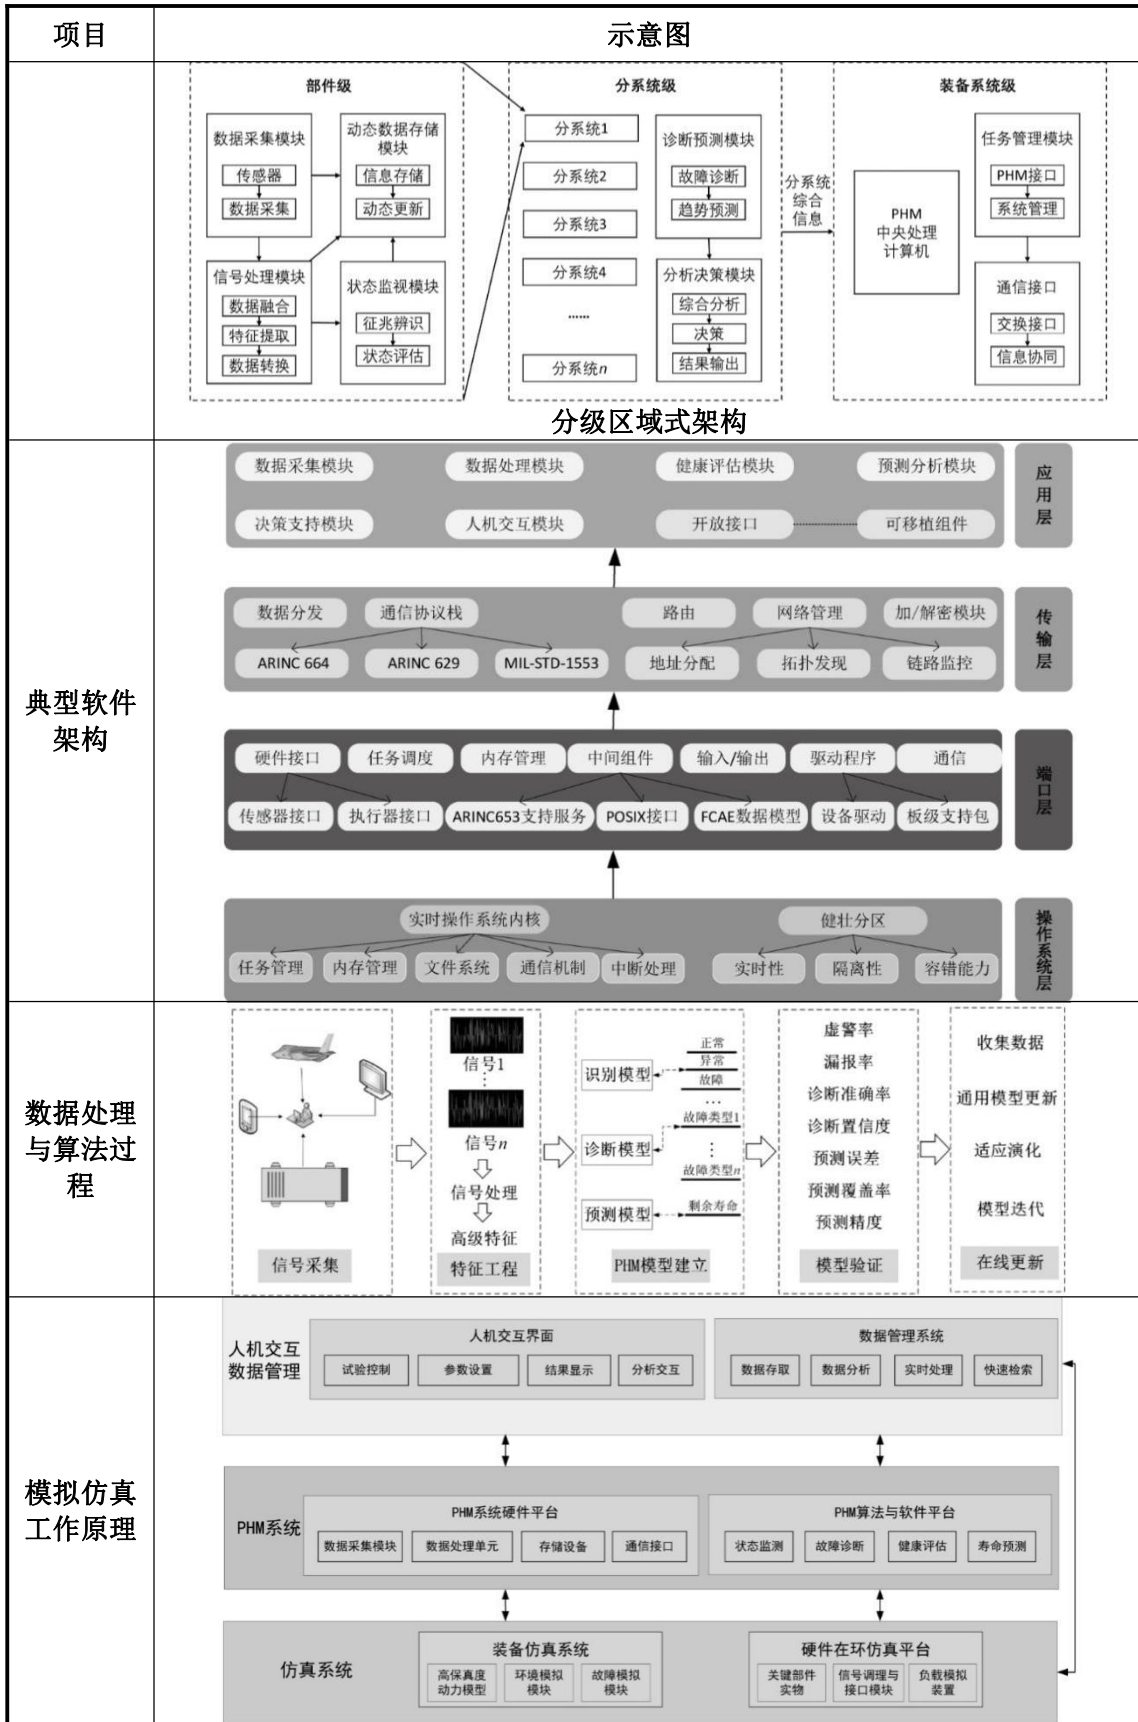 项目
示意图
部件级
数据采集模块
传感器
数据采集
动态数据存储
模块
信息存储
动态更新
信号处理模块
数据融合
特征提取
数据转换
状态监视模块
征兆辨识
状态评估
分系统级
分系统1
分系统2
分系统3
分系统4
……
分系统n
诊断预测模块
故障诊断
趋势预测
分析决策模块
综合分析
决策
结果输出
分系统
综合
信息
装备系统级
PHM
中央处理
计算机
任务管理模块
PHM接口
系统管理
通信接口
交换接口
信息协同
分级区域式架构
典型软件
架构
数据采集模块
数据处理模块
健康评估模块
预测分析模块
决策支持模块
人机交互模块
开放接口
可移植组件
应用层
数据分发
通信协议栈
路由
网络管理
加/解密模块
ARINC 664
ARINC 629
MIL-STD-1553
地址分配
拓扑发现
链路监控
传输层
硬件接口
任务调度
内存管理
中间组件
输入/输出
驱动程序
通信
传感器接口
执行器接口
ARINC653支持服务
POSIX接口
FCAE数据模型
设备驱动
板级支持包
端口层
实时操作系统内核
健壮分区
任务管理
内存管理
文件系统
通信机制
中断处理
实时性
隔离性
容错能力
操作系统层
数据处理
与算法过
程
信号采集
信号1
⋮
信号n
信号处理
高级特征
特征工程
识别模型
正常
异常
故障
…
诊断模型
故障类型1
⋮
故障类型n
预测模型
剩余寿命
PHM模型建立
虚警率
漏报率
诊断准确率
诊断置信度
预测误差
预测覆盖率
预测精度
模型验证
收集数据
通用模型更新
适应演化
模型迭代
在线更新
模拟仿真
工作原理
人机交互
数据管理
人机交互界面
试验控制
参数设置
结果显示
分析交互
数据管理系统
数据存取
数据分析
实时处理
快速检索
PHM系统
PHM系统硬件平台
数据采集模块
数据处理单元
存储设备
通信接口
PHM算法与软件平台
状态监测
故障诊断
健康评估
寿命预测
仿真系统
装备仿真系统
高保真度
动力模型
环境模拟
模块
故障模拟
模块
硬件在环仿真平台
关键部件
实物
信号调理与
接口模块
负载模拟
装置